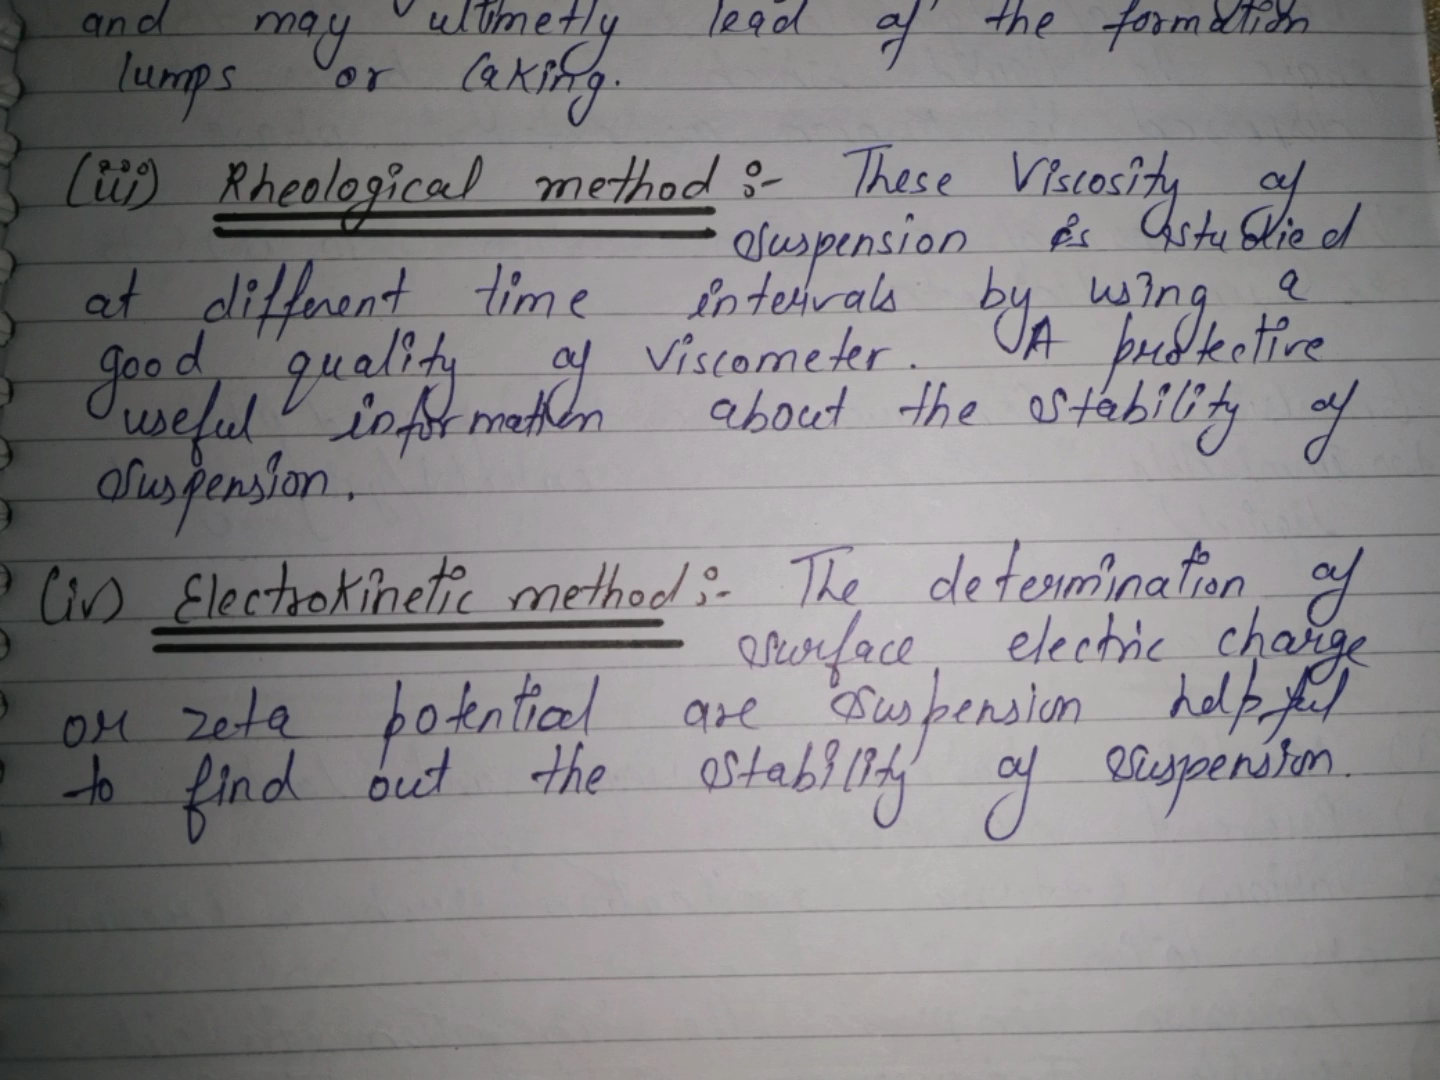 and may ultimetly lead of the formation
lumps or Caking.
(iii) Rheological method :- These Viscosity of
suspension is studied
at different time intervals by using a
good quality of viscometer. A protective
useful information about the stability of
suspension.
(iv) Electrokinetic method :- The determination of
surface electric charge
or zeta potential are suspension helpful
to find out the stability of suspension.